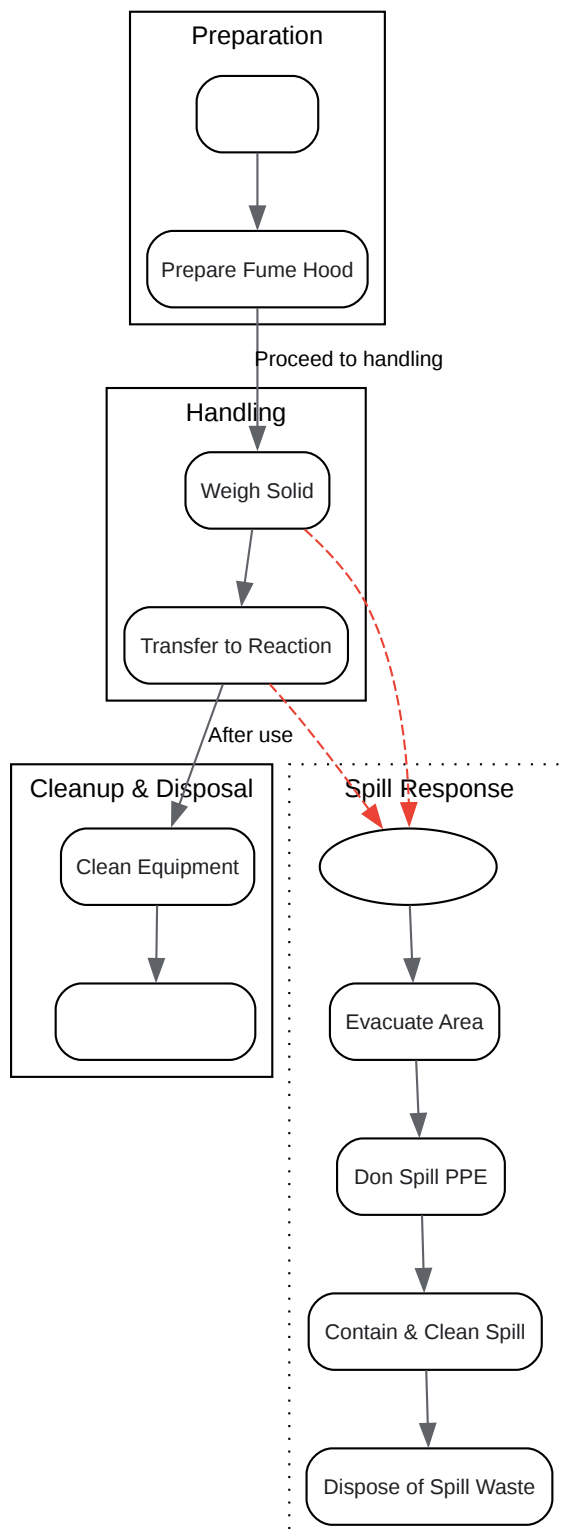 Preparation
Prepare Fume Hood
Proceed to handling
Handling
Weigh Solid
Transfer to Reaction
After use
Cleanup & Disposal
Clean Equipment
Spill Response
Evacuate Area
Don Spill PPE
Contain & Clean Spill
Dispose of Spill Waste